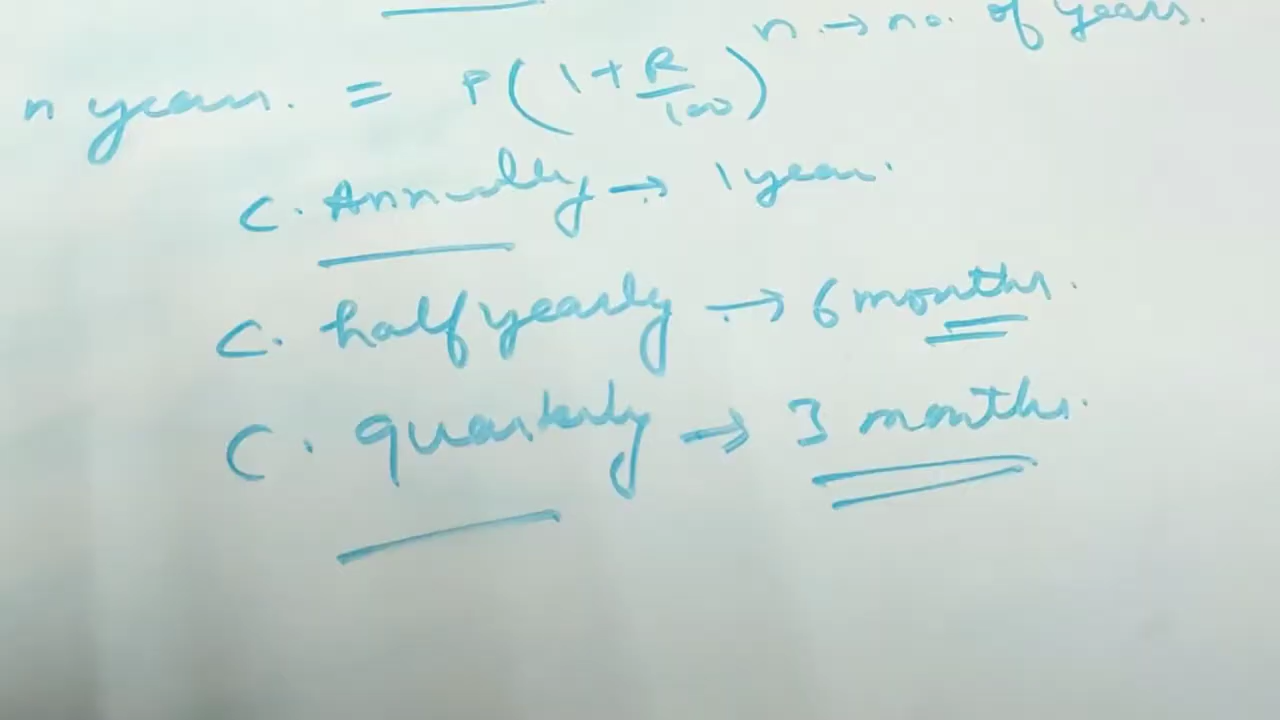 n → no. of years.
n years. = P(1+R/100)
C. Annually → 1 year.
C. half yearly → 6 months.
C. quarterly → 3 months.